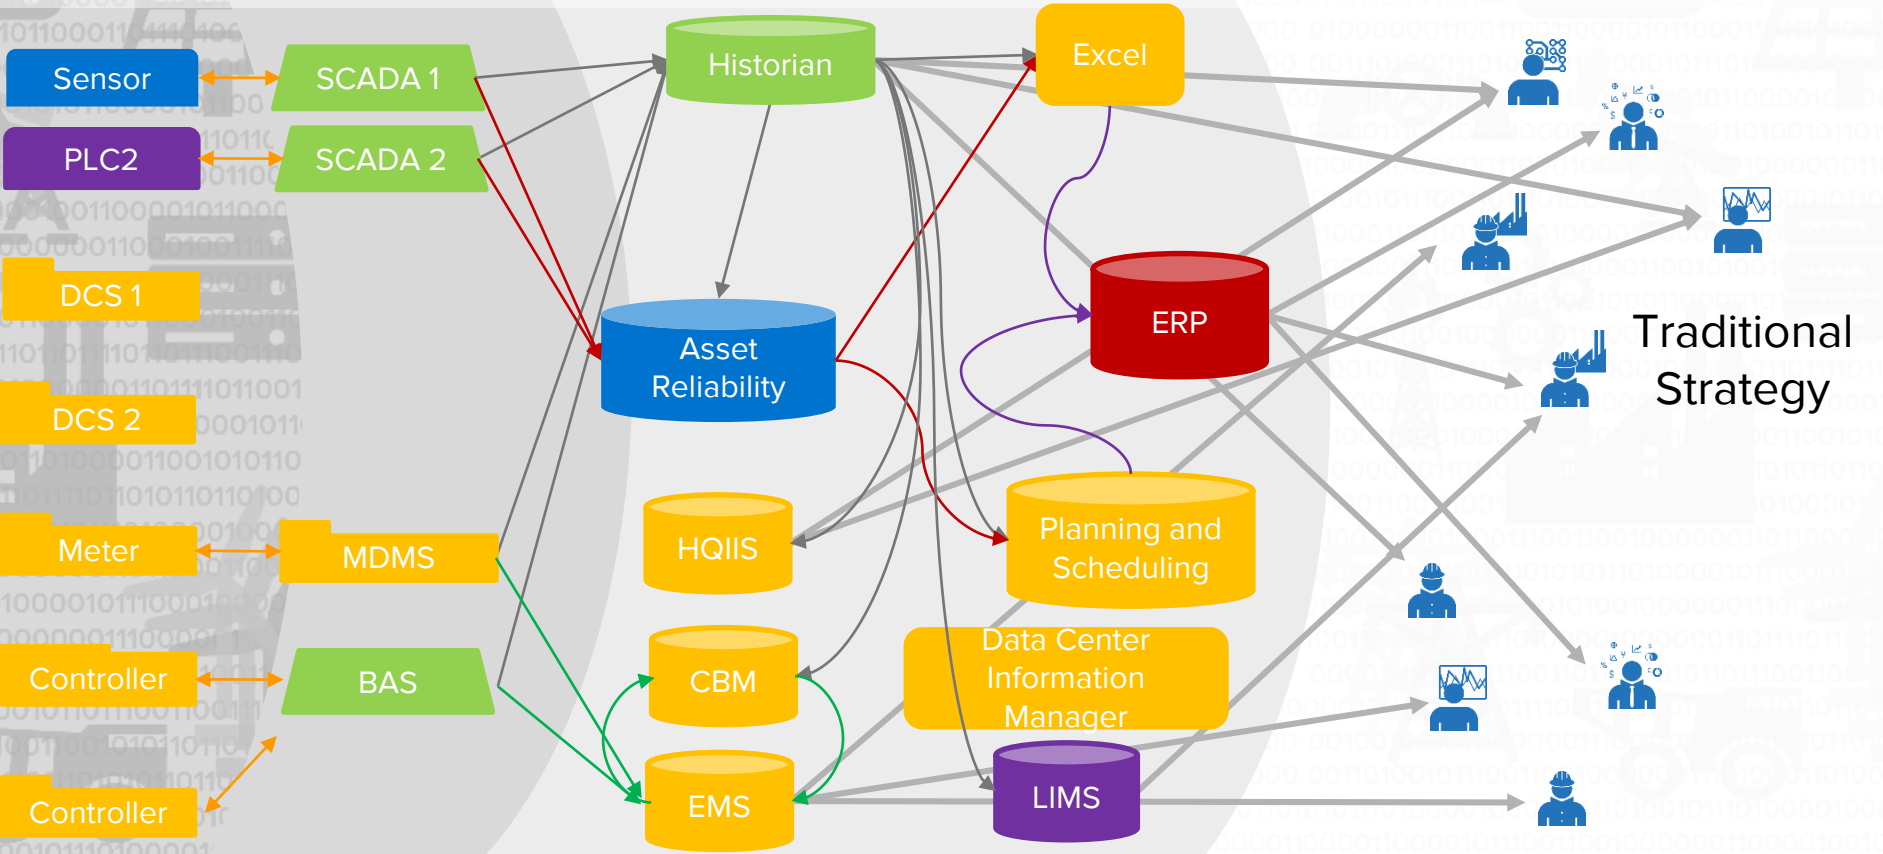 Sensor
SCADA 1
Historian
Excel
PLC2
SCADA 2
DCS 1
Asset
Reliability
ERP
Traditional
Strategy
DCS 2
Meter
MDMS
HQIIS
Planning and
Scheduling
Controller
BAS
CBM
Data Center
Information
Manager
Controller
EMS
LIMS